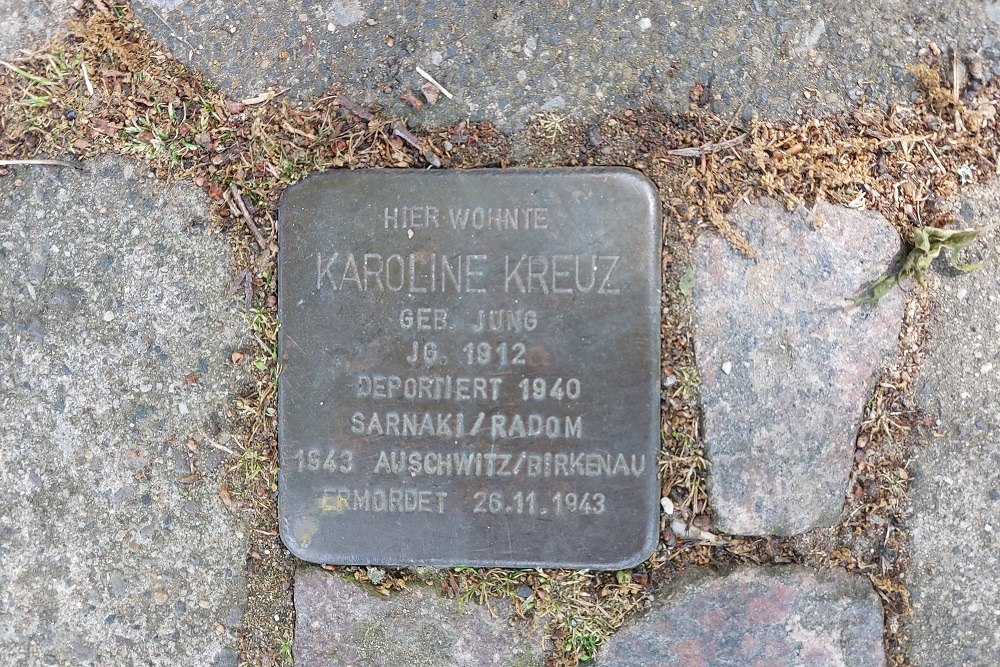 HIER WOHNTE
KAROLINE KREUZ
GEB. JUNG
JG. 1912
DEPORTIERT 1940
SARNAKI/RADOM
1943 AUSCHWITZ/BIRKENAU
ERMORDET 26.11.1943